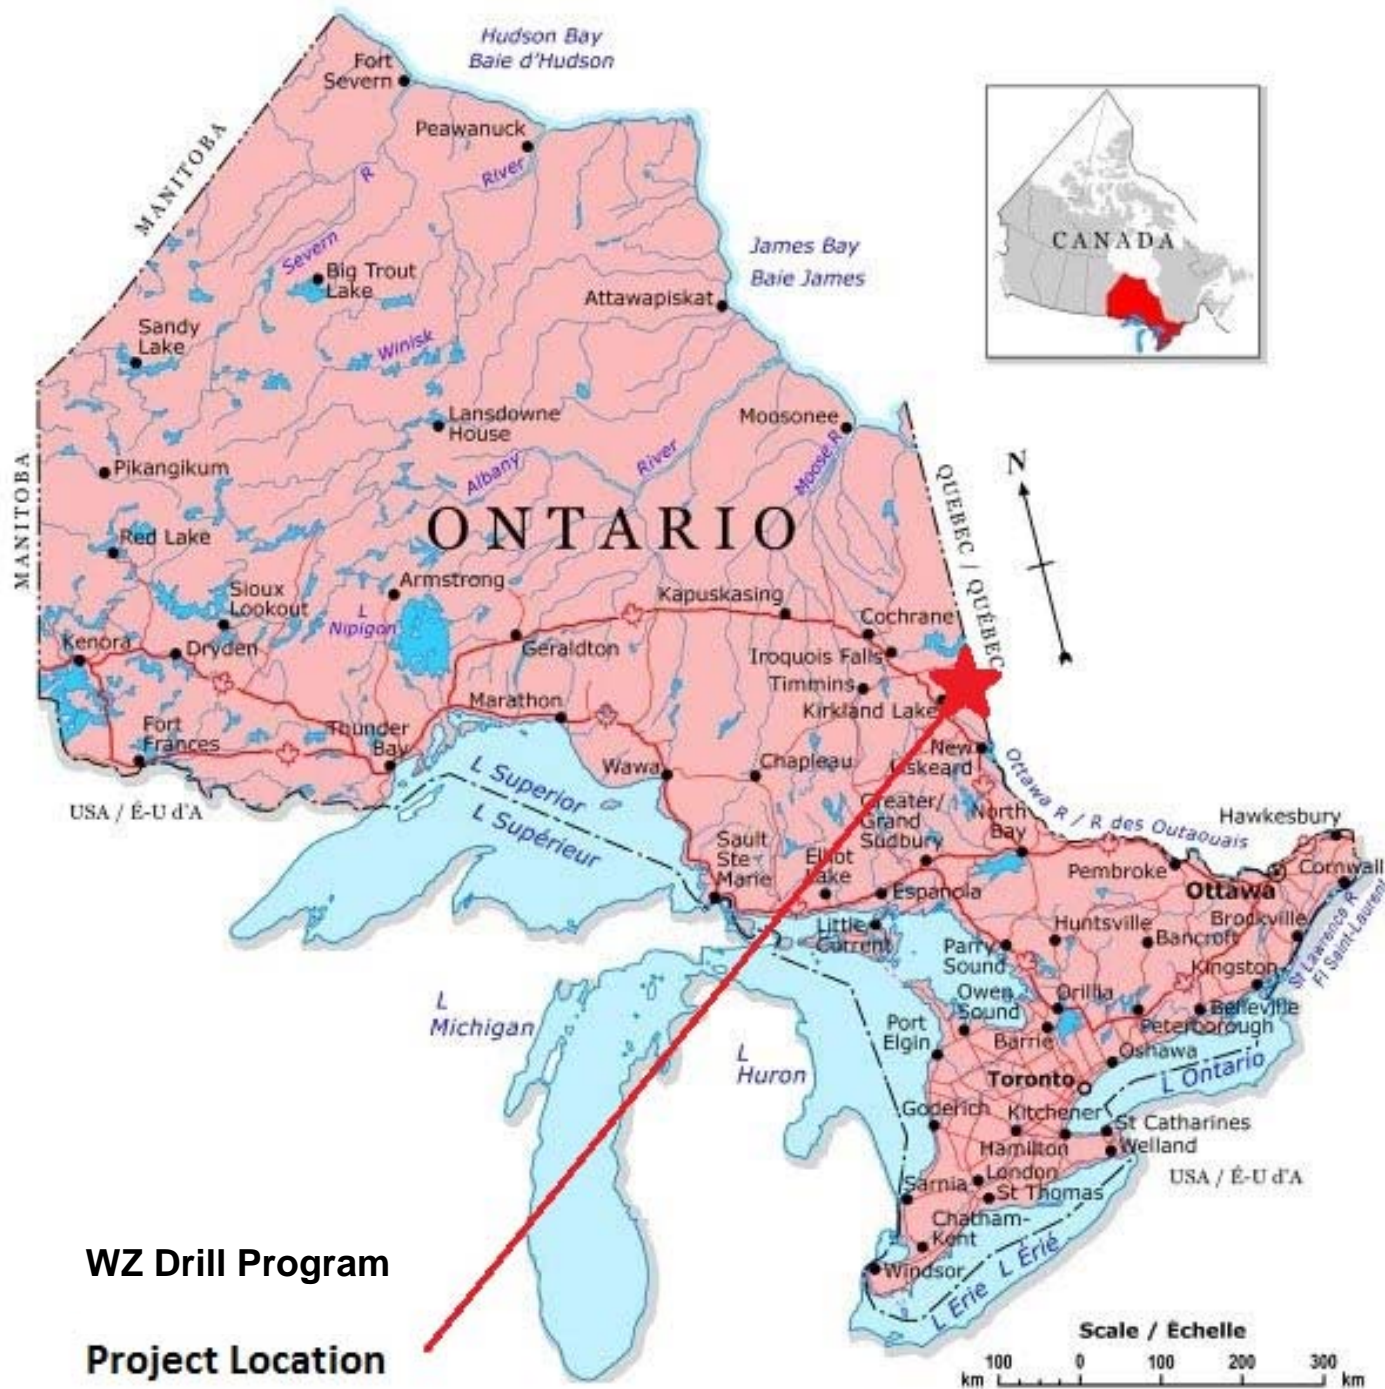 Hudson Bay
Baie d'Hudson
Fort
Severn
Peawanuck
MANITOBA
R
River
CANADA
James Bay
Baie James
Severn
Big Trout
Lake
Attawapiskat
Sandy
Lake
Winisk
Lansdowne
House
Moosonee
MANITOBA
Pikangikum
Albany
River
Moose R
N
QUEBEC / QUÉBEC
ONTARIO
Red Lake
Sioux
Lookout
Armstrong
L
Nipigon
Kapuskasing
Cochrane
Kenora
Dryden
Geraldton
Iroquois Falls
Timmins
Marathon
Kirkland Lake
Fort
Frances
Thunder
Bay
New
Liskeard
Wawa
Chapleau
L Superior
L Supérieur
USA / É-U d'A
Ottawa R / R des Outaouais
Greater/
Grand
Sudbury
North
Bay
Hawkesbury
Sault
Ste
Marie
Elliot
Lake
Pembroke
Cornwall
Ottawa
Espanola
Little
Current
Huntsville
Brockville
Parry
Sound
Bancroft
St Lawrence R
Fl Saint-Laurent
Kingston
Owen
Sound
Orillia
Belleville
L
Michigan
Port
Elgin
Barrie
Peterborough
Oshawa
L
Huron
Toronto
L Ontario
Goderich
Kitchener
St Catharines
Hamilton
Welland
London
USA / É-U d'A
Sarnia
St Thomas
Chatham-
Kent
Windsor
L Erie L Érié
WZ Drill Program
Project Location
Scale / Échelle
100 0 100 200 300
km km